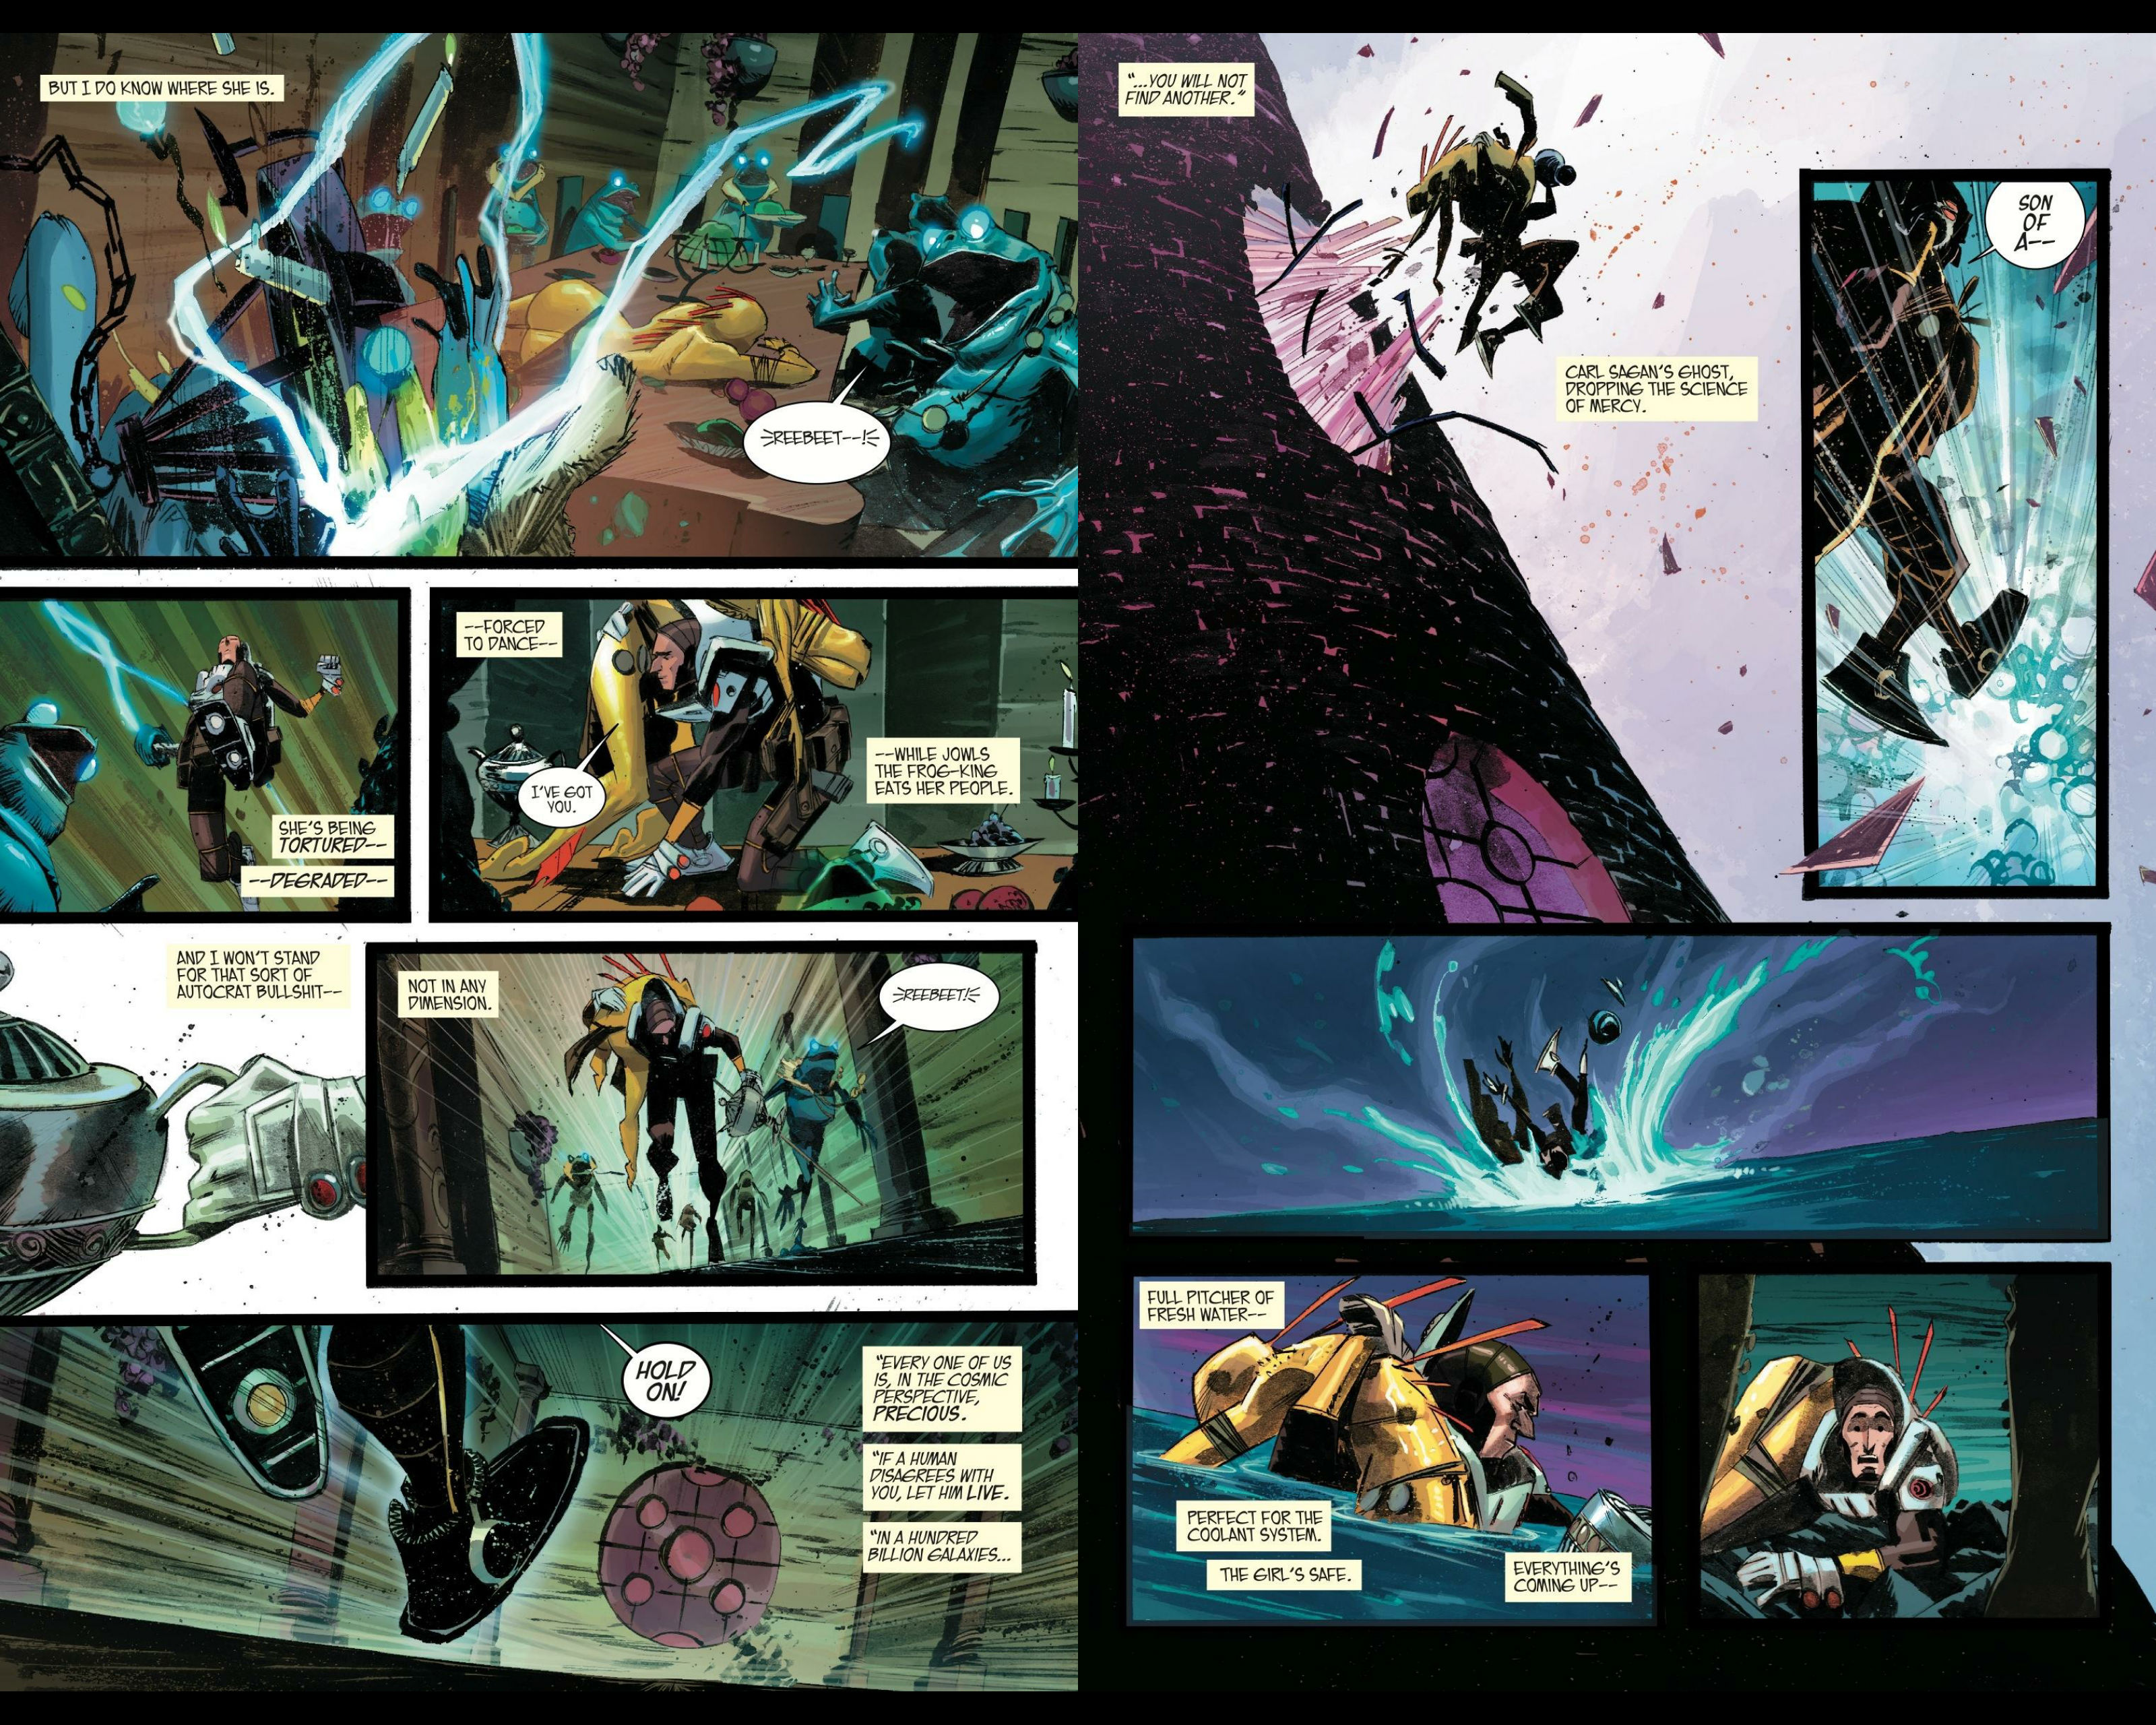 BUT I DO KNOW WHERE SHE IS.
REEBEET--!
SHE'S BEING
TORTURED--
--DEGRADED--
--FORCED
TO DANCE--
I'VE GOT
YOU.
--WHILE JOWLS
THE FROG-KING
EATS HER PEOPLE.
AND I WON'T STAND
FOR THAT SORT OF
AUTOCRAT BULLSHIT--
NOT IN ANY
DIMENSION.
REEBEET!
HOLD
ON!
"EVERY ONE OF US
IS, IN THE COSMIC
PERSPECTIVE,
PRECIOUS.
"IF A HUMAN
DISAGREES WITH
YOU, LET HIM LIVE.
"IN A HUNDRED
BILLION GALAXIES...
"...YOU WILL NOT
FIND ANOTHER."
CARL SAGAN'S GHOST,
DROPPING THE SCIENCE
OF MERCY.
SON
OF
A--
FULL PITCHER OF
FRESH WATER--
PERFECT FOR THE
COOLANT SYSTEM.
THE GIRL'S SAFE.
EVERYTHING'S
COMING UP--